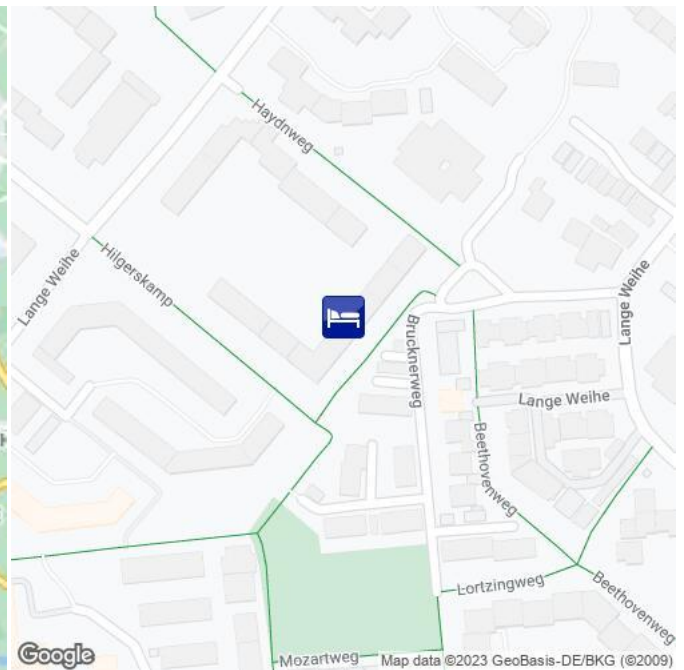 Haydnweg
Lange Weihe
Hilgerskamp
Lange Weihe
Brucknerweg
Lange Weihe
Beethovenweg
Lortzingweg
Beethovenweg
Mozartweg
Google
Map data ©2023 GeoBasis-DE/BKG (©2009)